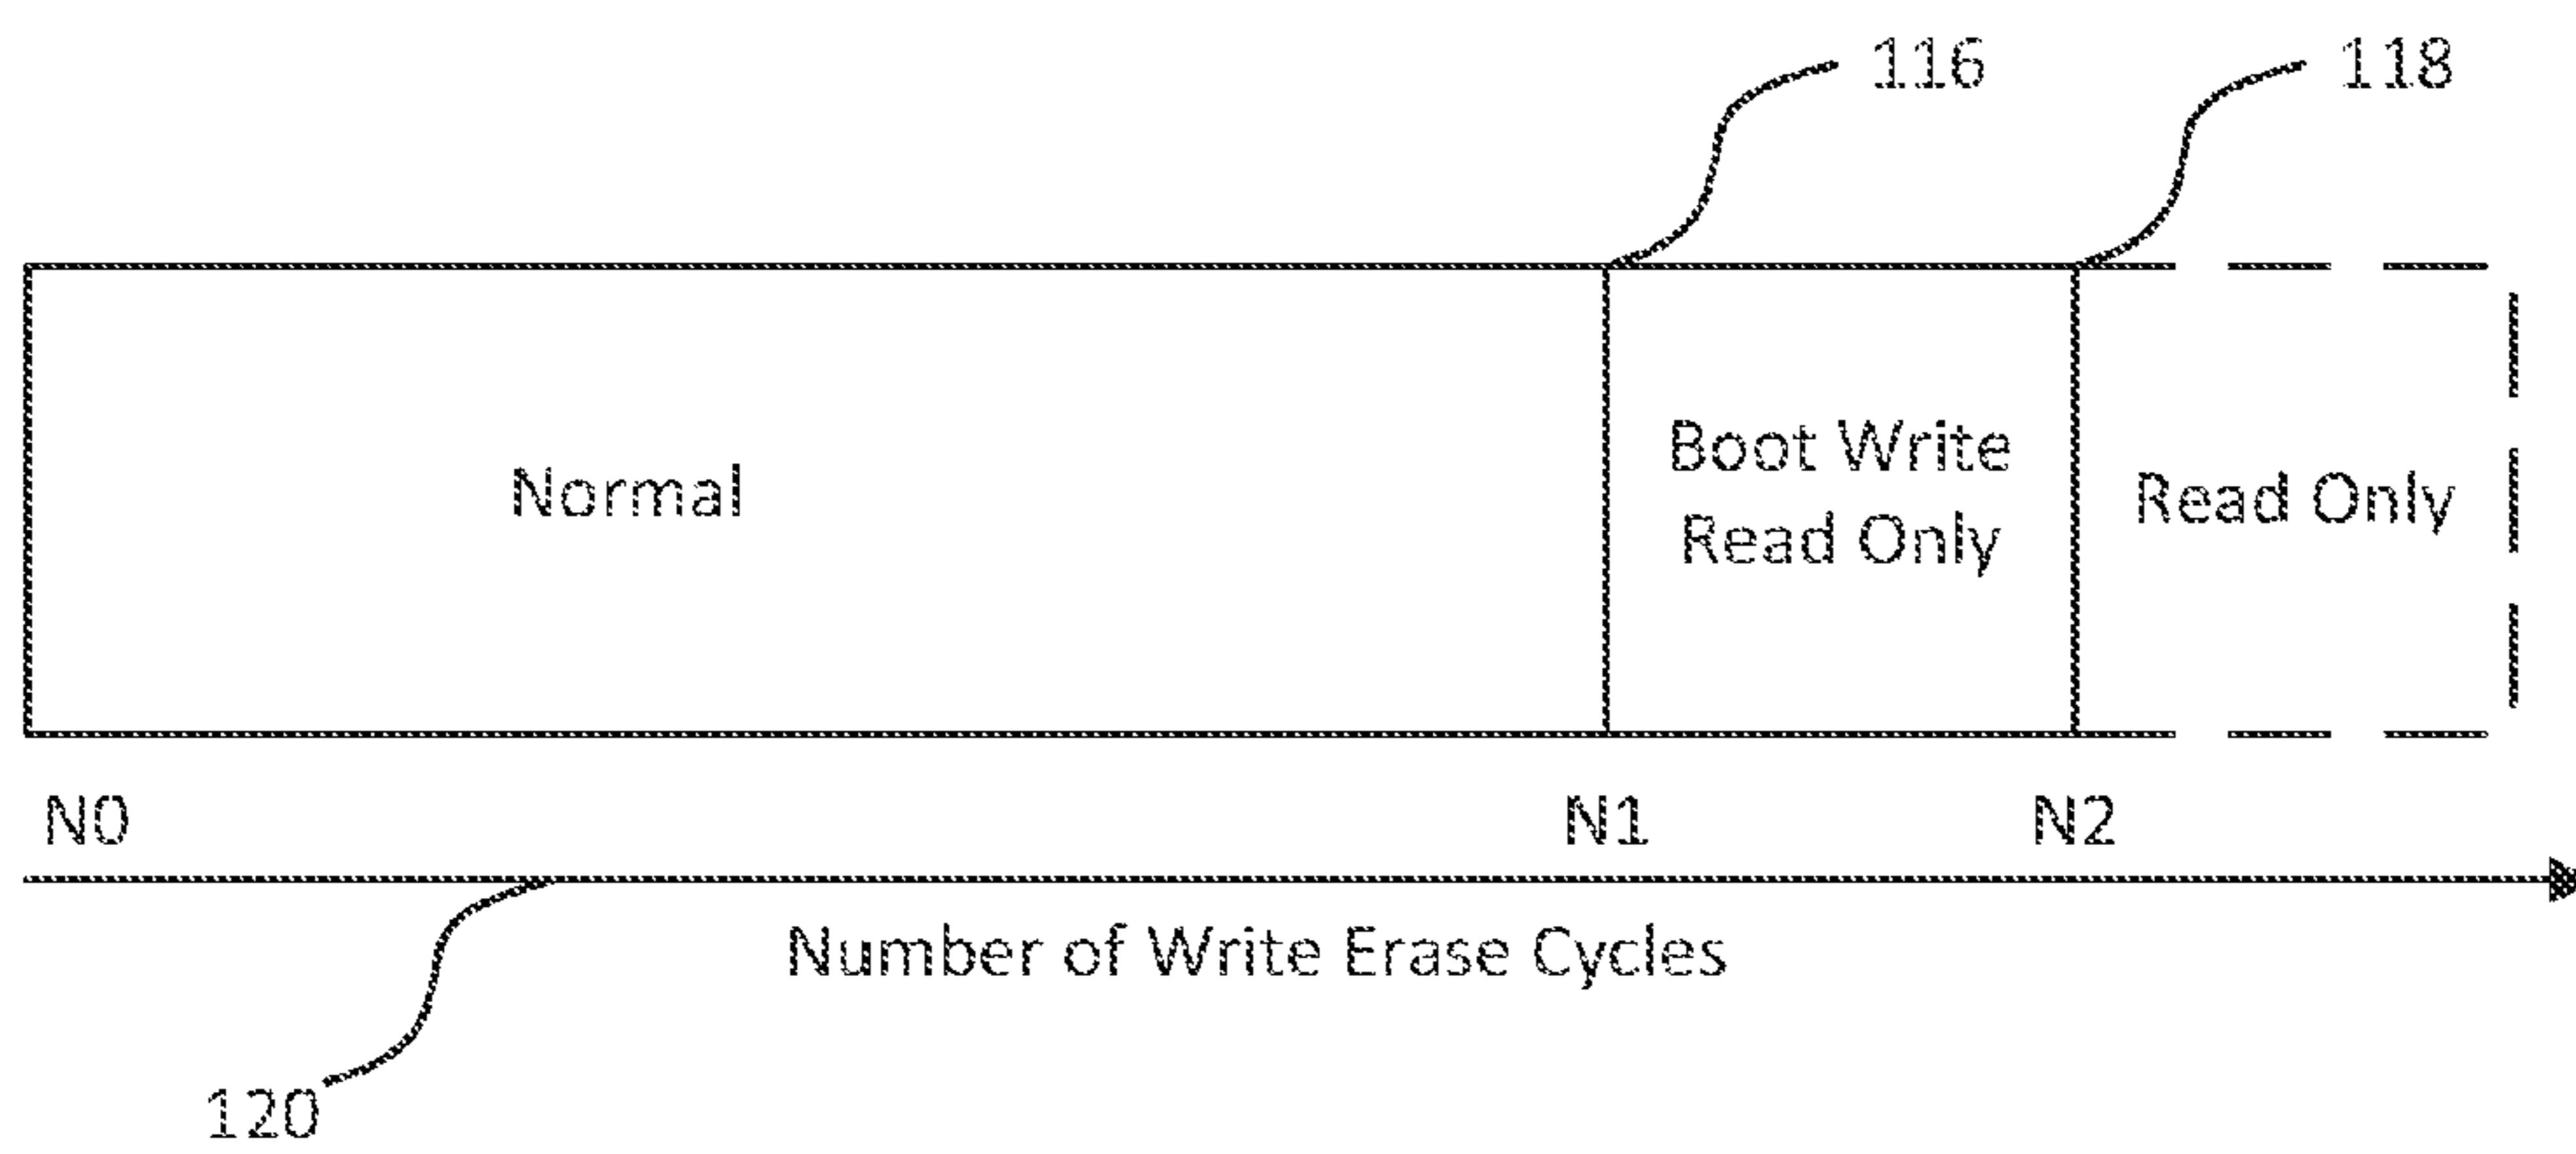 116
118
Normal
Boot Write
Read Only
Read Only
N0
N1
N2
Number of Write Erase Cycles
120